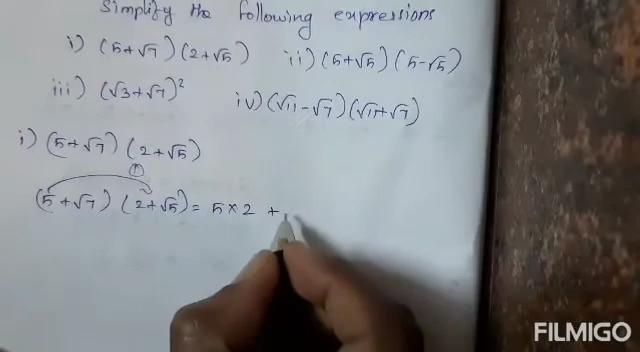 Simplify the following expressions
i) (5+√7) (2+√5) ii) (5+√5) (5-√5)
iii) (√3+√7)² iv) (√11-√7) (√11+√7)
i) (5+√7) (2+√5)
①
(5+√7) (2+√5) = 5×2 +
FILMIGO